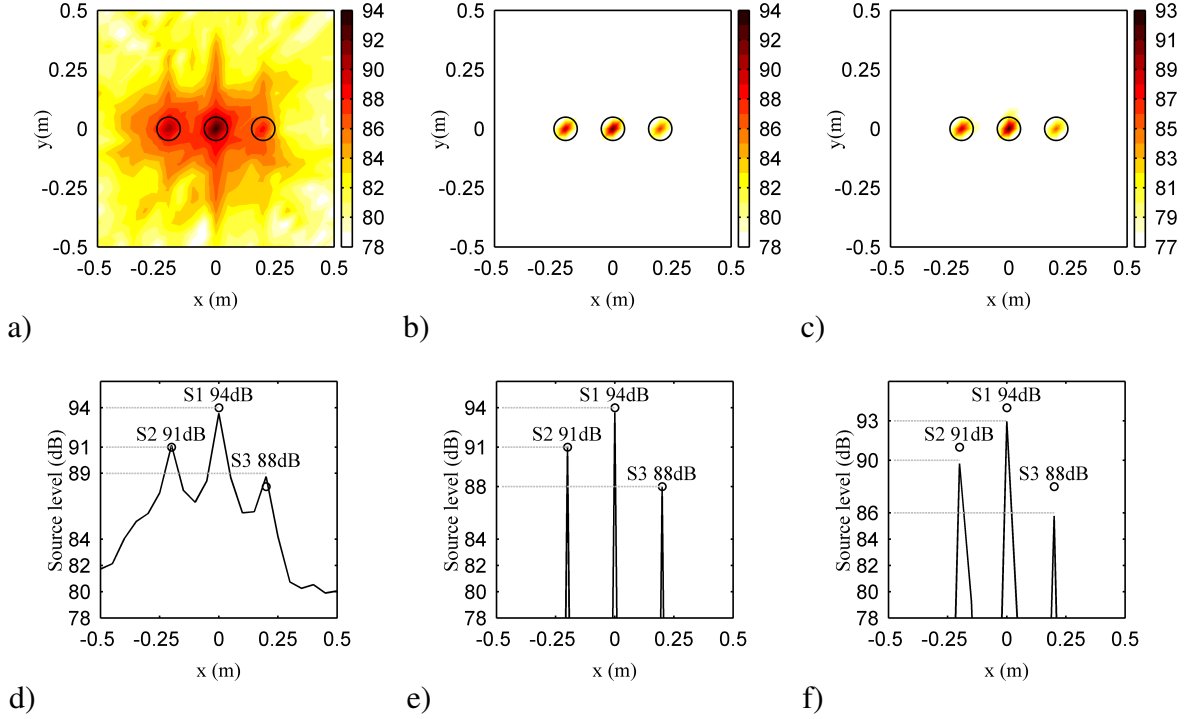 0.5
0.25
0
-0.25
-0.5
y(m)
-0.5 -0.25 0 0.25 0.5
x (m)
94
92
90
88
86
84
82
80
78
a)
0.5
0.25
0
-0.25
-0.5
y(m)
-0.5 -0.25 0 0.25 0.5
x (m)
94
92
90
88
86
84
82
80
78
b)
0.5
0.25
0
-0.25
-0.5
y(m)
-0.5 -0.25 0 0.25 0.5
x (m)
93
91
89
87
85
83
81
79
77
c)
S1 94dB
S2 91dB
S3 88dB
94
91
89
84
82
80
78
Source level (dB)
-0.5 -0.25 0 0.25 0.5
x (m)
d)
S1 94dB
S2 91dB
S3 88dB
94
91
88
84
82
80
78
Source level (dB)
-0.5 -0.25 0 0.25 0.5
x (m)
e)
S1 94dB
S2 91dB
S3 88dB
93
90
86
84
82
80
78
Source level (dB)
-0.5 -0.25 0 0.25 0.5
x (m)
f)